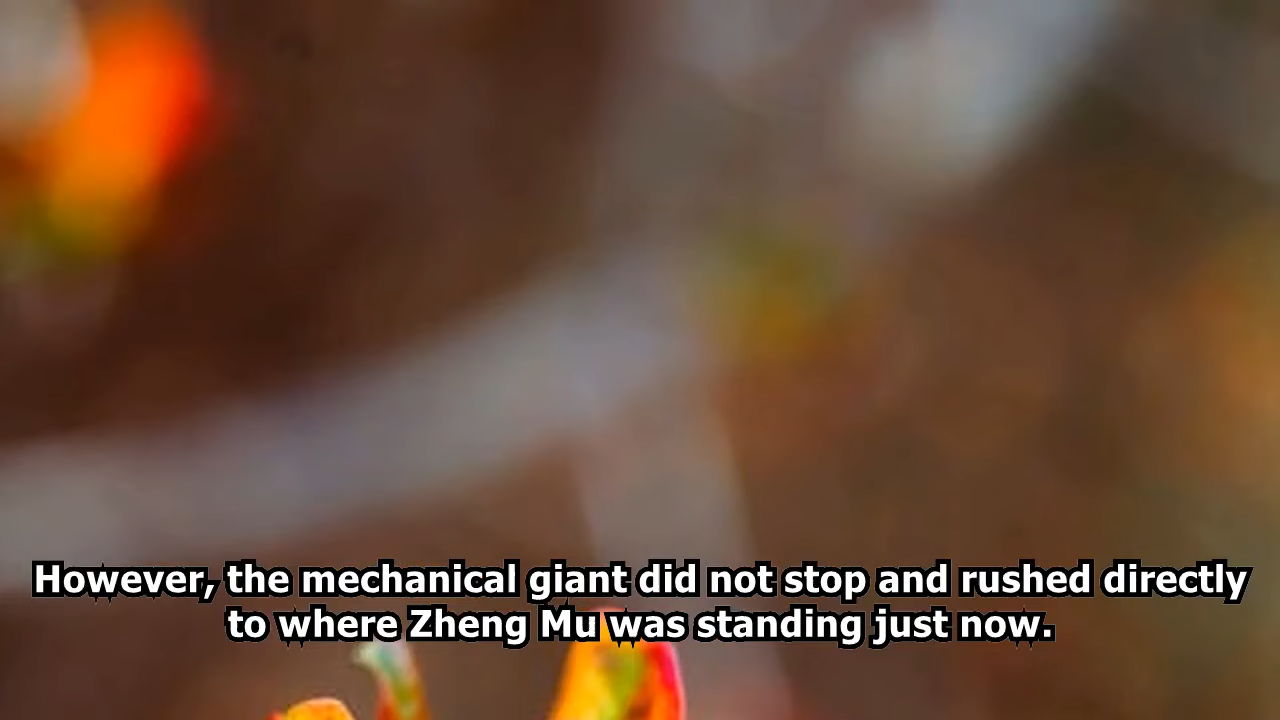 However, the mechanical giant did not stop and rushed directly
to where Zheng Mu was standing just now.